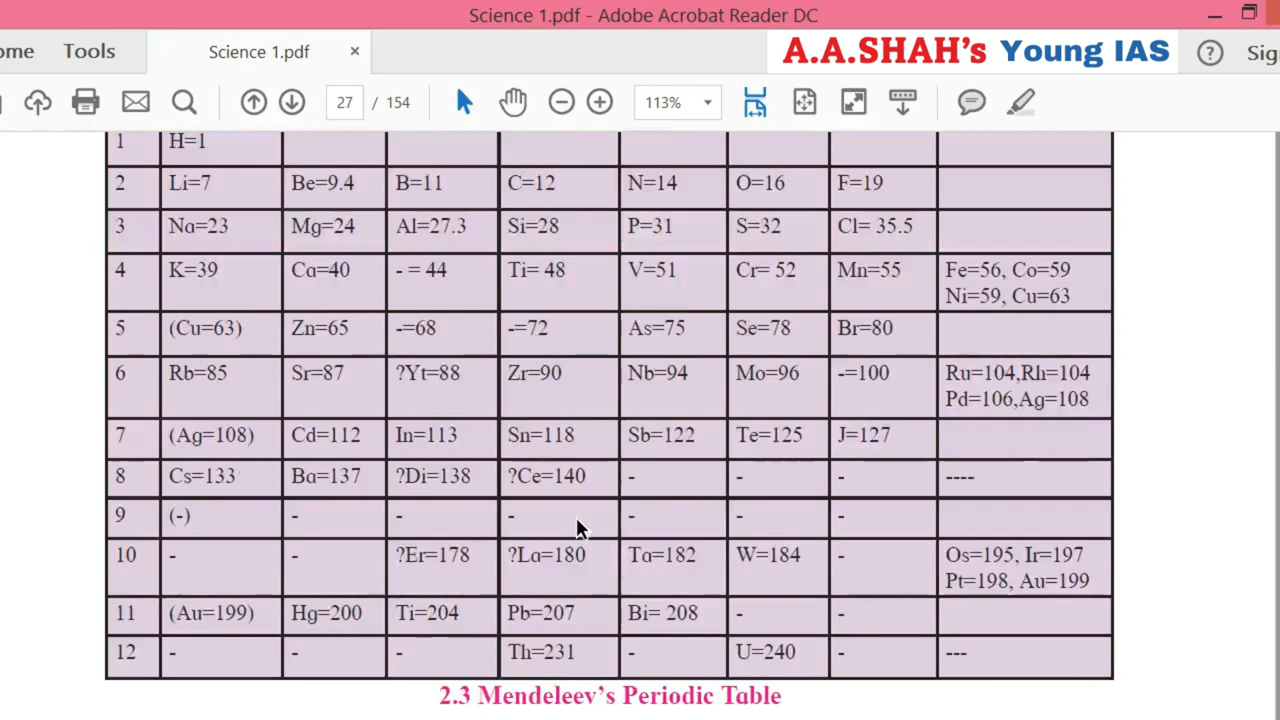 Science 1.pdf - Adobe Acrobat Reader DC
ome Tools Science 1.pdf × A.A.SHAH's Young IAS ? Sig
27 / 154 113%
1 H=1
2 Li=7 Be=9.4 B=11 C=12 N=14 O=16 F=19
3 Na=23 Mg=24 Al=27.3 Si=28 P=31 S=32 Cl= 35.5
4 K=39 Ca=40 - = 44 Ti= 48 V=51 Cr= 52 Mn=55 Fe=56, Co=59
Ni=59, Cu=63
5 (Cu=63) Zn=65 -=68 -=72 As=75 Se=78 Br=80
6 Rb=85 Sr=87 ?Yt=88 Zr=90 Nb=94 Mo=96 -=100 Ru=104,Rh=104
Pd=106,Ag=108
7 (Ag=108) Cd=112 In=113 Sn=118 Sb=122 Te=125 J=127
8 Cs=133 Ba=137 ?Di=138 ?Ce=140 - - - ----
9 (-) - - - - - -
10 - - ?Er=178 ?La=180 Ta=182 W=184 - Os=195, Ir=197
Pt=198, Au=199
11 (Au=199) Hg=200 Ti=204 Pb=207 Bi= 208 - -
12 - - - Th=231 - U=240 - ---
2.3 Mendeleev's Periodic Table